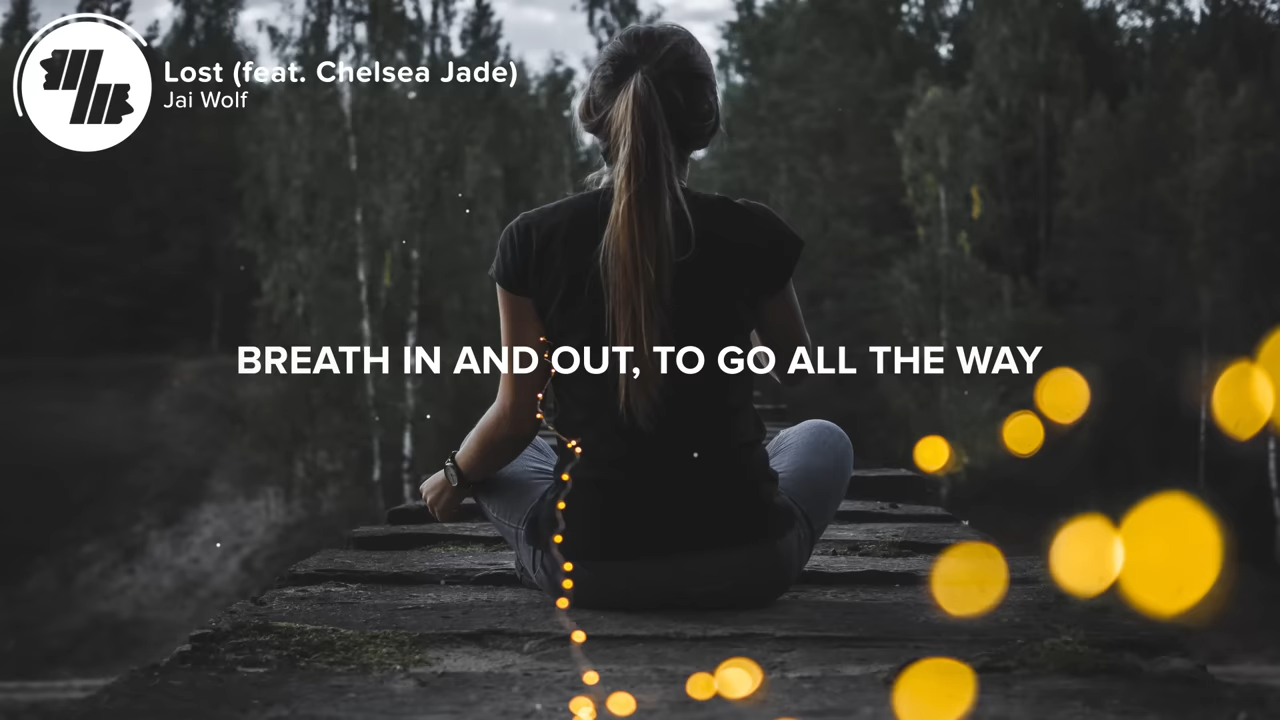 Lost (feat. Chelsea Jade)
Jai Wolf
BREATH IN AND OUT, TO GO ALL THE WAY